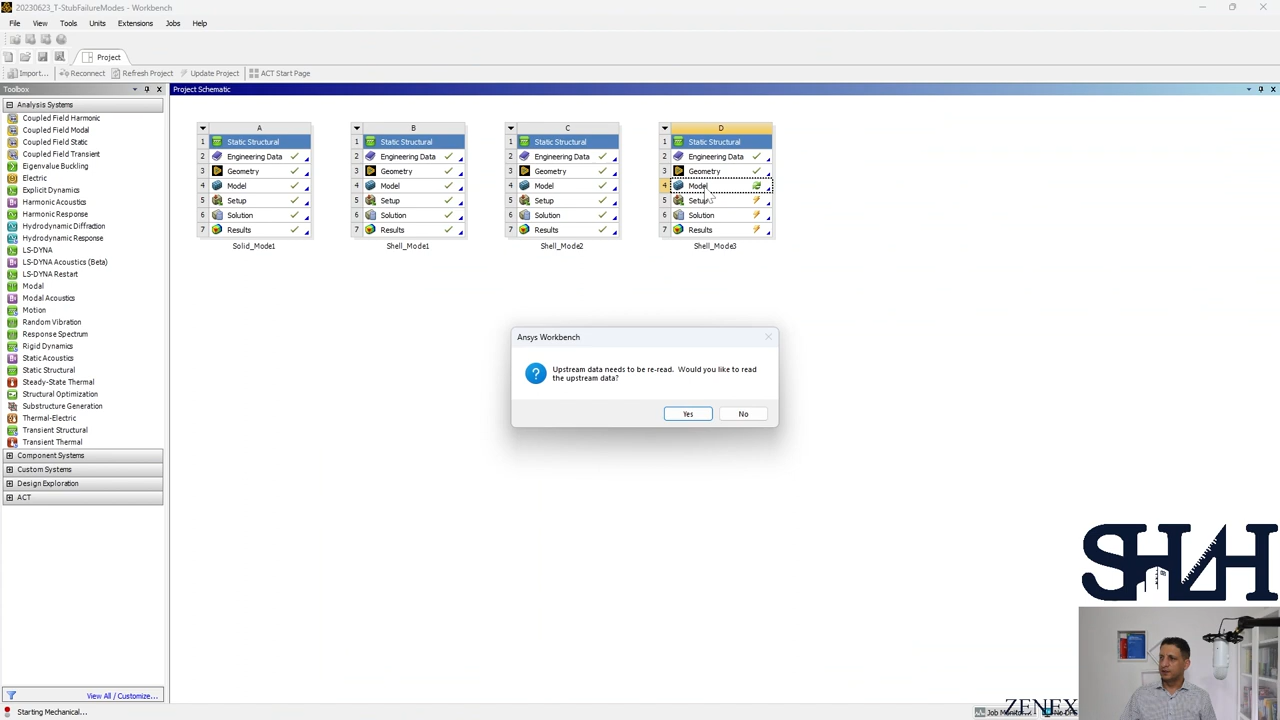 20230623_T-StubFailureModes - Workbench
File View Tools Units Extensions Jobs Help
Project
Import... Reconnect Refresh Project Update Project ACT Start Page
Toolbox
Project Schematic
Analysis Systems
Coupled Field Harmonic
Coupled Field Modal
Coupled Field Static
Coupled Field Transient
Eigenvalue Buckling
Electric
Explicit Dynamics
Harmonic Acoustics
Harmonic Response
Hydrodynamic Diffraction
Hydrodynamic Response
LS-DYNA
LS-DYNA Acoustics (Beta)
LS-DYNA Restart
Modal
Modal Acoustics
Motion
Random Vibration
Response Spectrum
Rigid Dynamics
Static Acoustics
Static Structural
Steady-State Thermal
Structural Optimization
Substructure Generation
Thermal-Electric
Transient Structural
Transient Thermal
Component Systems
Custom Systems
Design Exploration
ACT
View All / Customize...
Starting Mechanical...
A
1 Static Structural
2 Engineering Data
3 Geometry
4 Model
5 Setup
6 Solution
7 Results
Solid_Mode1
B
1 Static Structural
2 Engineering Data
3 Geometry
4 Model
5 Setup
6 Solution
7 Results
Shell_Mode1
C
1 Static Structural
2 Engineering Data
3 Geometry
4 Model
5 Setup
6 Solution
7 Results
Shell_Mode2
D
1 Static Structural
2 Engineering Data
3 Geometry
4 Model
5 Setup
6 Solution
7 Results
Shell_Mode3
Ansys Workbench
Upstream data needs to be re-read. Would you like to read
the upstream data?
Yes No
ZENEX
Job Monitor...
No DPS